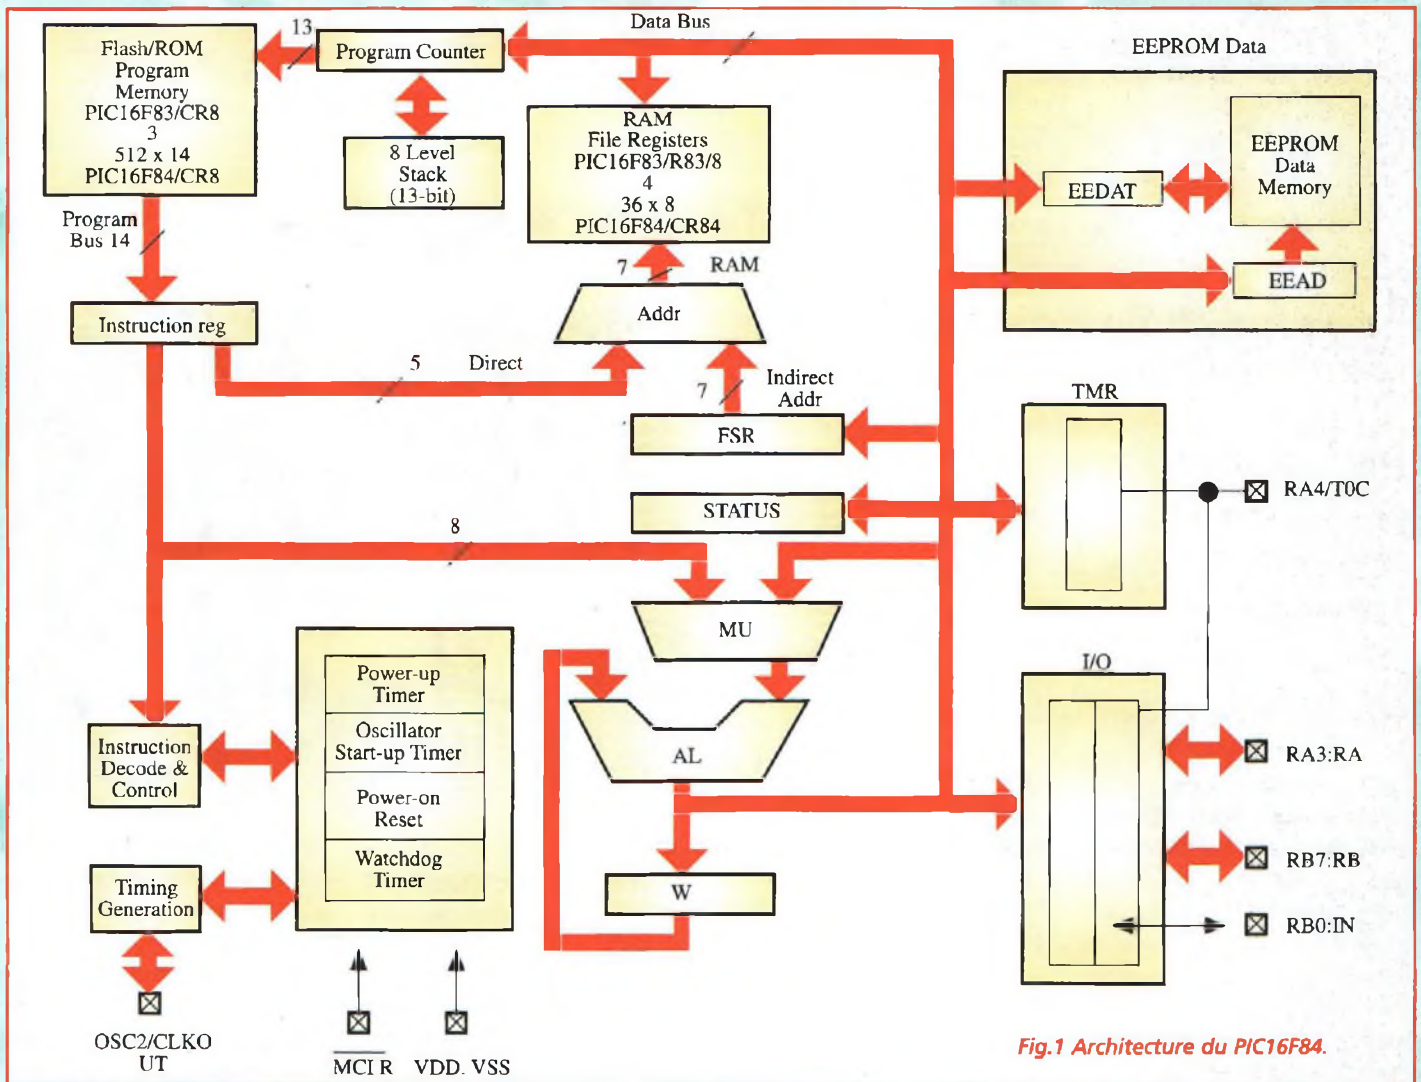 Flash/ROM
Program
Memory
PIC16F83/CR8
3
512 x 14
PIC16F84/CR8
13
Program Counter
8 Level
Stack
(13-bit)
Data Bus
RAM
File Registers
PIC16F83/R83/8
4
36 x 8
PIC16F84/CR84
EEPROM Data
EEDAT
EEPROM
Data
Memory
EEAD
Program
Bus 14
7
RAM
Addr
Instruction reg
5
Direct
7
Indirect
Addr
FSR
STATUS
TMR
RA4/T0C
8
MU
AL
W
I/O
RA3:RA
RB7:RB
RB0:IN
Power-up
Timer
Oscillator
Start-up Timer
Power-on
Reset
Watchdog
Timer
Instruction
Decode &
Control
Timing
Generation
OSC2/CLKO
UT
MCLR
VDD. VSS
Fig.1 Architecture du PIC16F84.